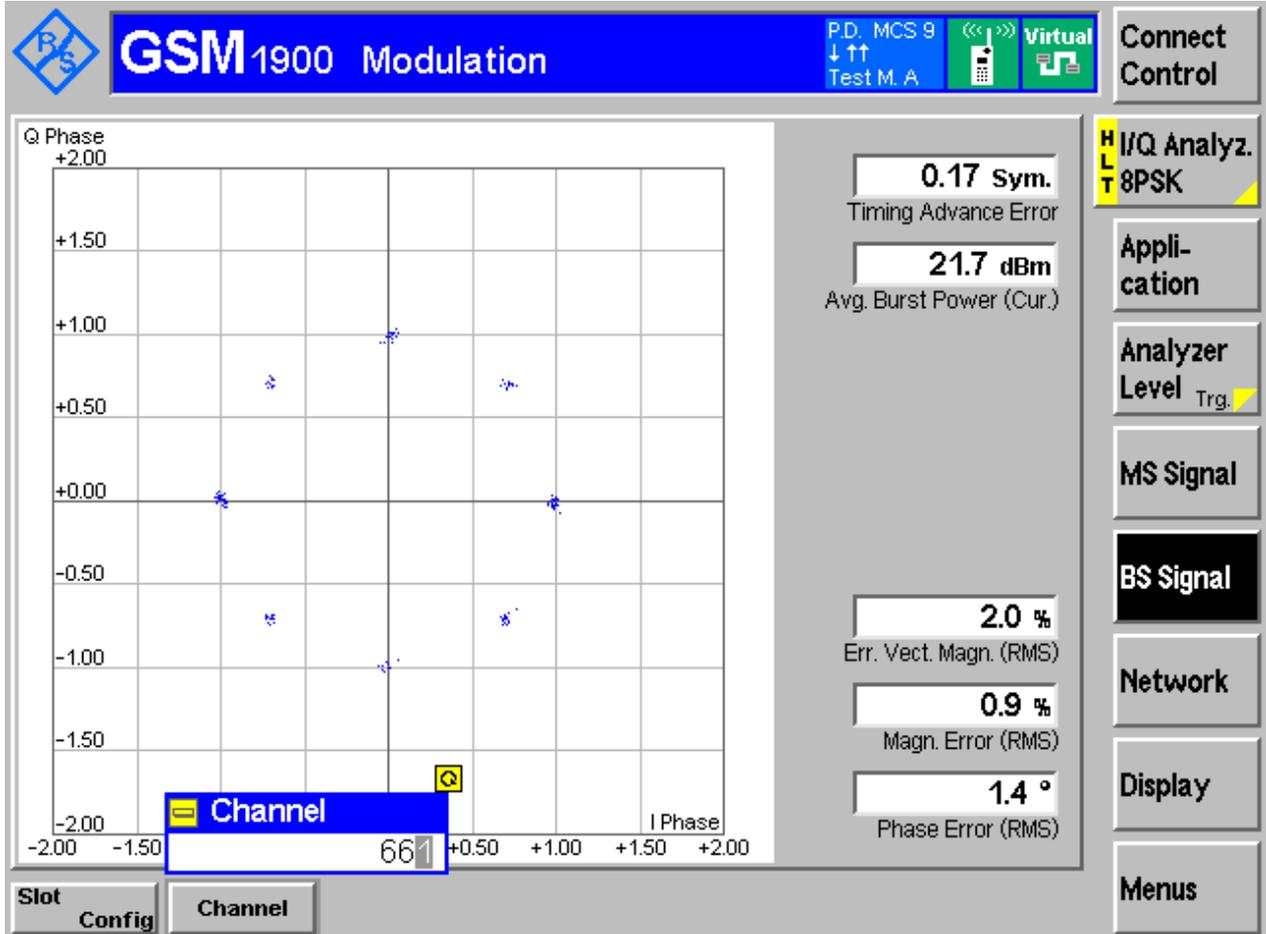 R/S
GSM 1900 Modulation
P.D. MCS 9
↓ ↑↑
Test M. A
Virtual
Connect
Control
H
L
T
I/Q Analyz.
8PSK
Appli-
cation
Analyzer
Level Trg.
MS Signal
BS Signal
Network
Display
Menus
Q Phase
+2.00
+1.50
+1.00
+0.50
+0.00
-0.50
-1.00
-1.50
-2.00
I Phase
-2.00 -1.50 +0.50 +1.00 +1.50 +2.00
Q
Channel
661
0.17 Sym.
Timing Advance Error
21.7 dBm
Avg. Burst Power (Cur.)
2.0 %
Err. Vect. Magn. (RMS)
0.9 %
Magn. Error (RMS)
1.4 °
Phase Error (RMS)
Slot
Config
Channel